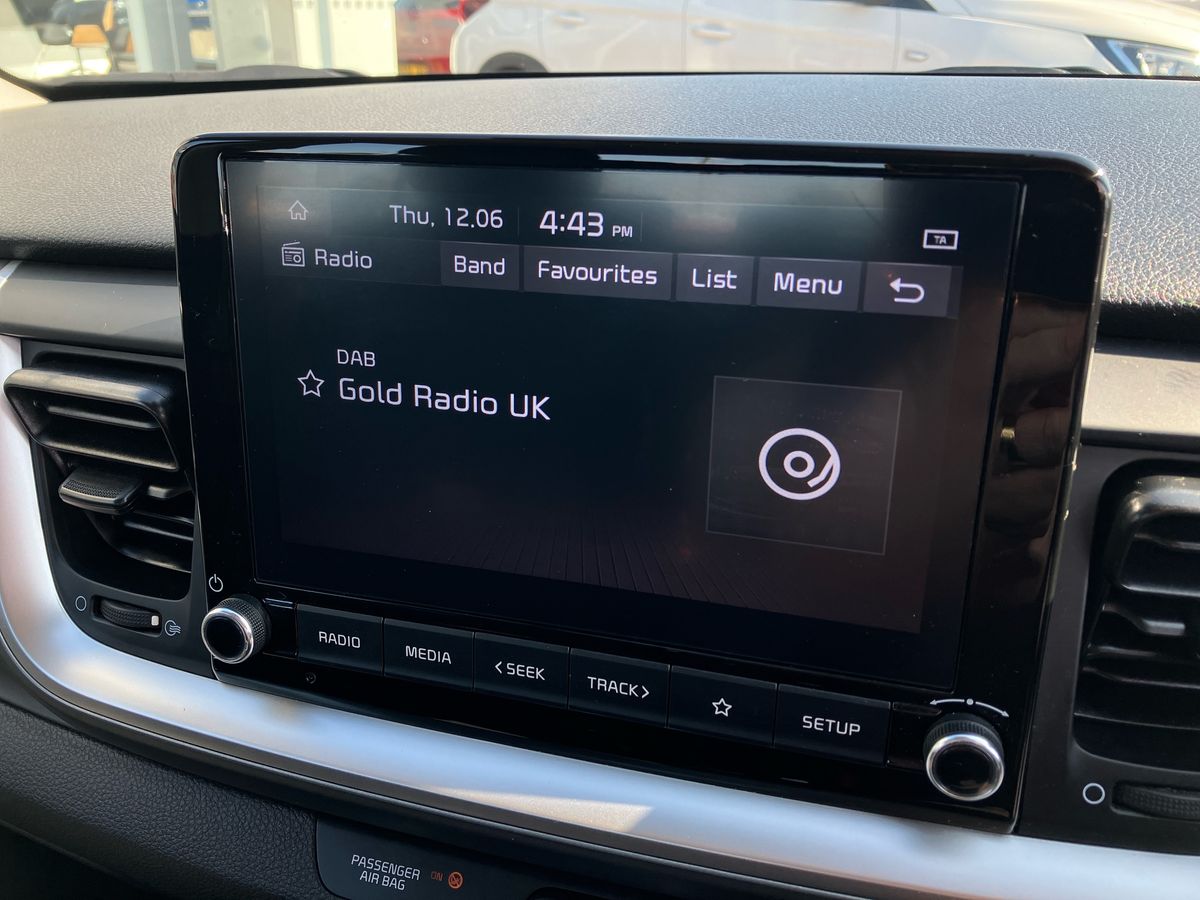 Thu, 12.06 4:43 PM
TA
Radio Band Favourites List Menu
DAB
Gold Radio UK
RADIO MEDIA <SEEK TRACK> SETUP
PASSENGER
AIR BAG
ON